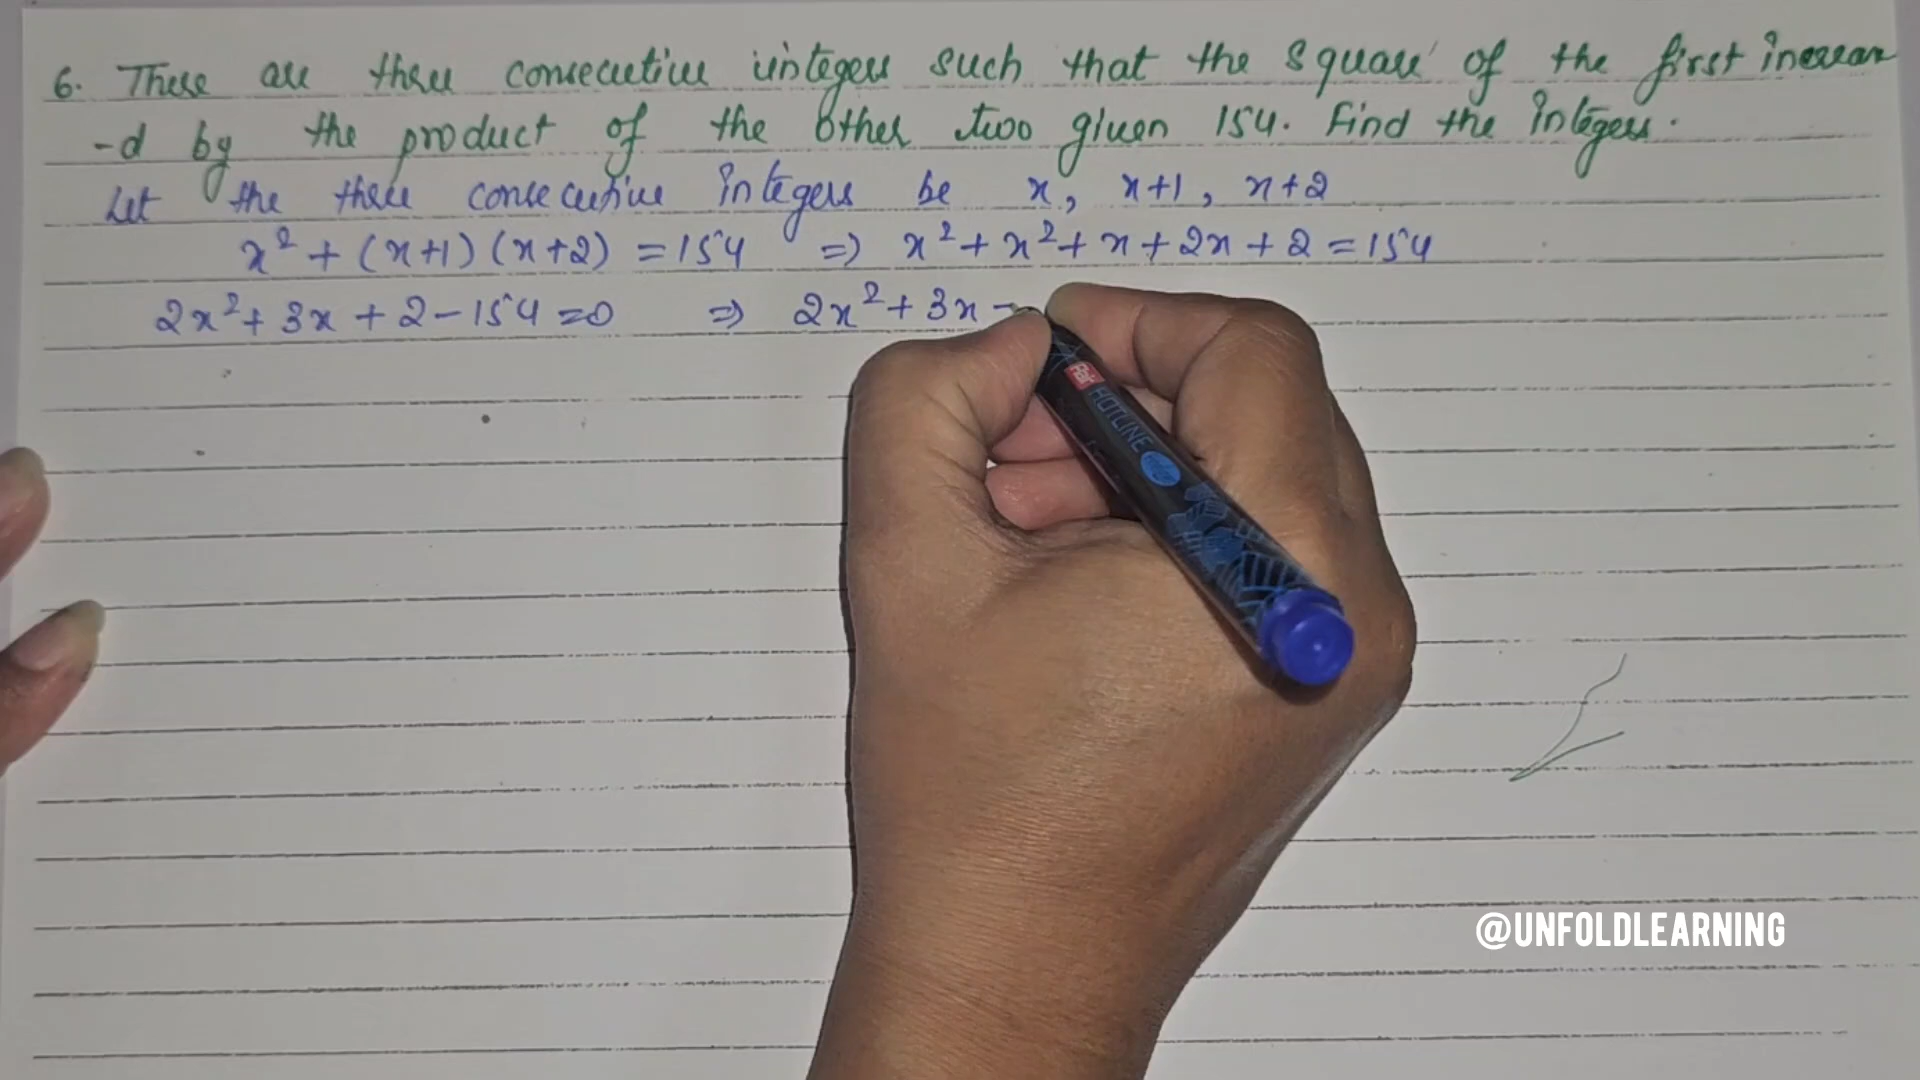 6. There are three consecutive integers such that the square of the first increas
-d by the product of the other two given 154. Find the integers.
Let the three consecutive integers be x, x+1, x+2
x² + (x+1) (x+2) = 154 => x² + x² + x + 2x + 2 = 154
2x² + 3x + 2 - 154 = 0 => 2x² + 3x -
HOTLINE
@UNFOLDLEARNING